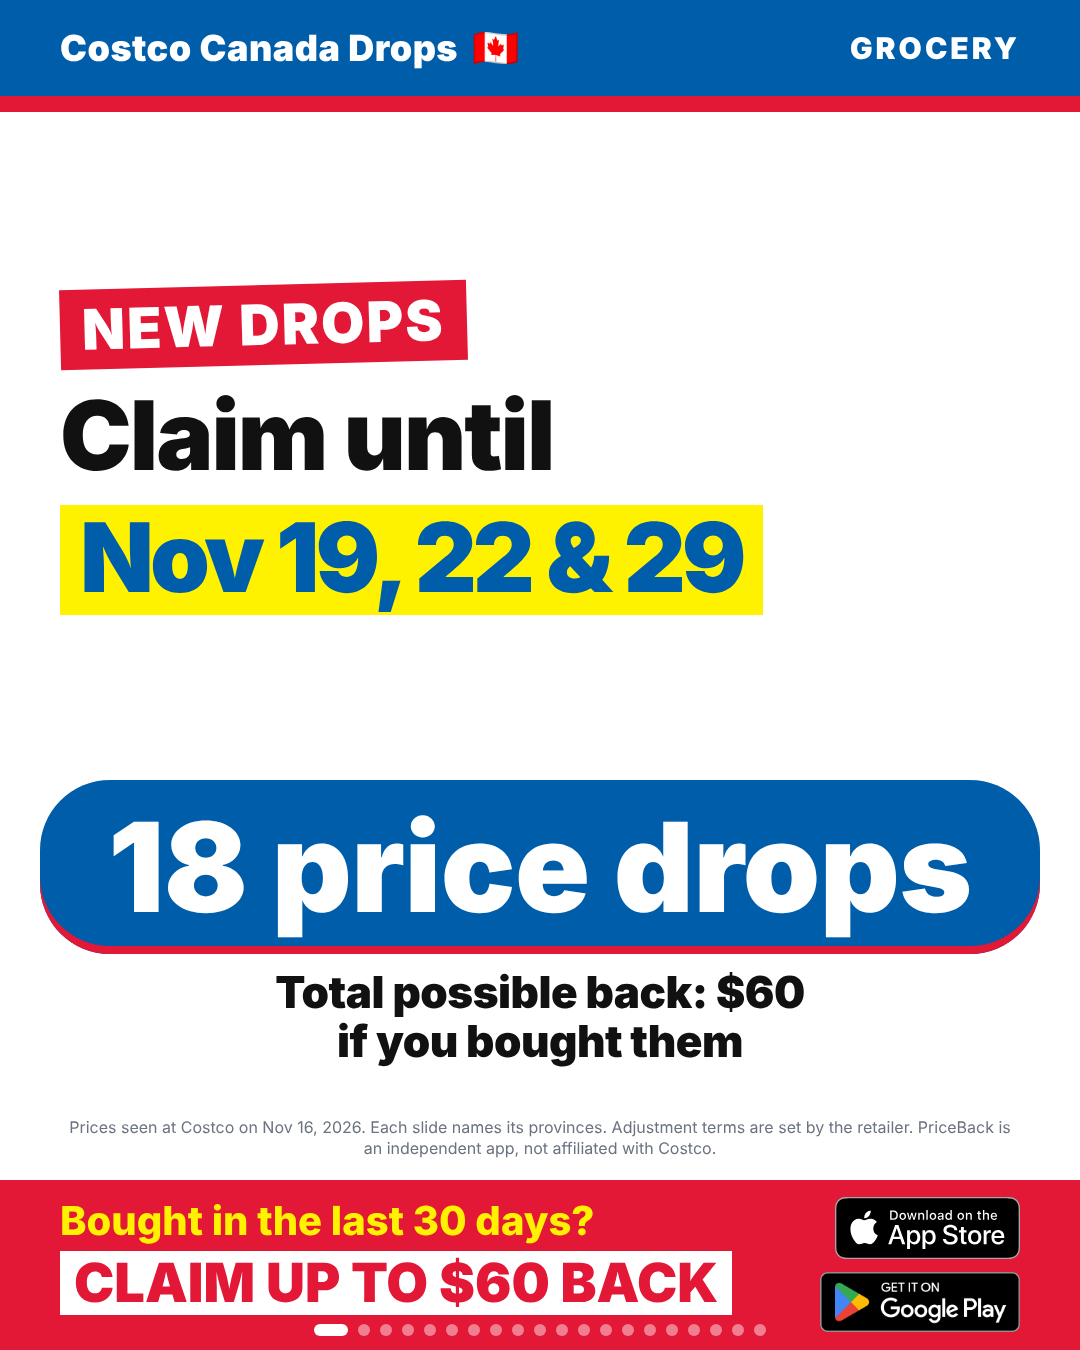 Costco Canada Drops 🇨🇦
GROCERY
NEW DROPS
Claim until
Nov 19, 22 & 29
18 price drops
Total possible back: $60
if you bought them
Prices seen at Costco on Nov 16, 2026. Each slide names its provinces. Adjustment terms are set by the retailer. PriceBack is
an independent app, not affiliated with Costco.
Bought in the last 30 days?
CLAIM UP TO $60 BACK
Download on the
App Store
GET IT ON
Google Play